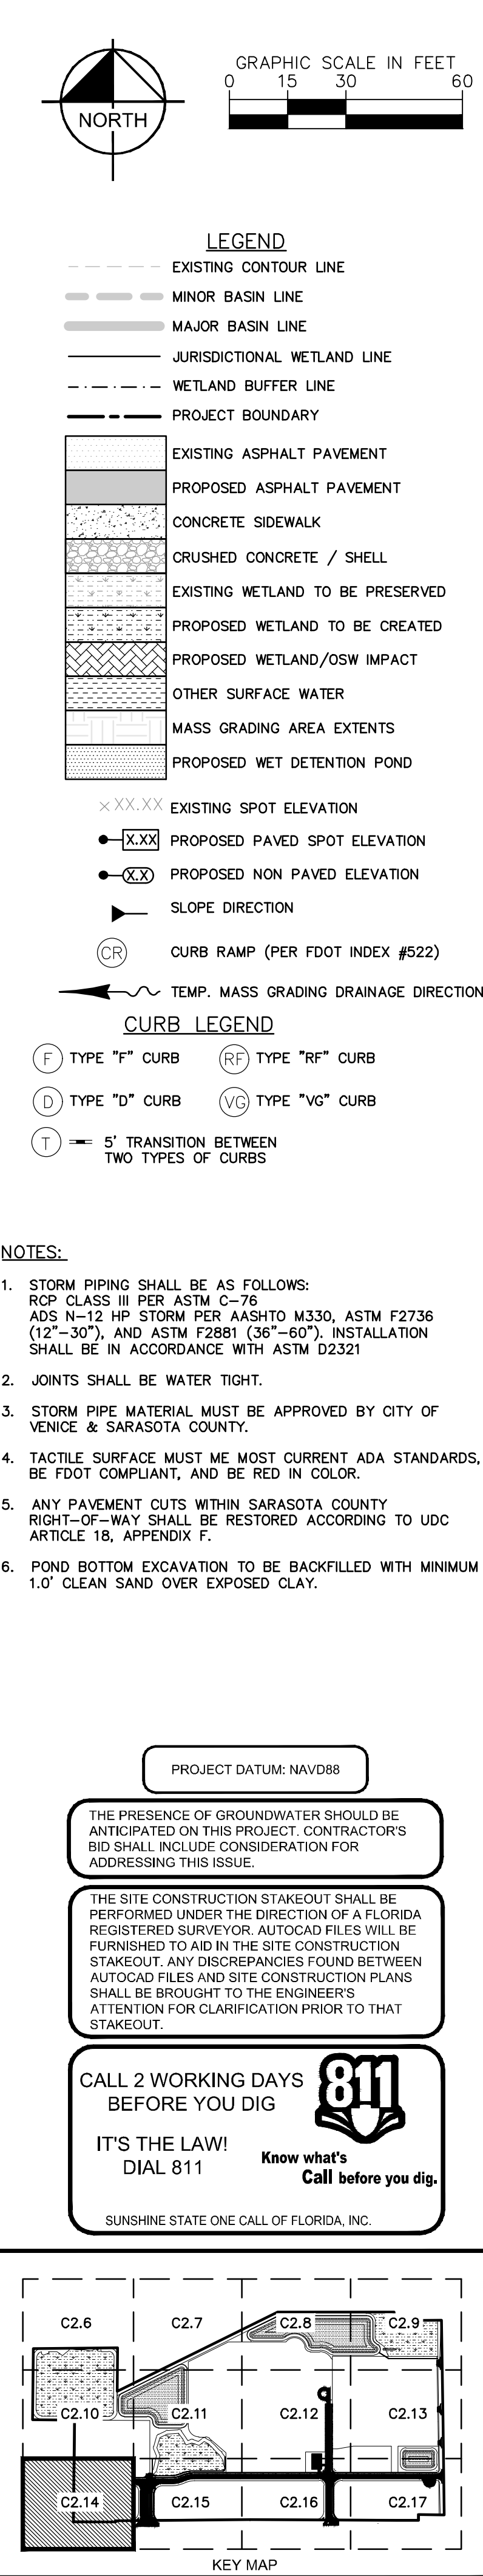 NORTH
GRAPHIC SCALE IN FEET
0 15 30 60
LEGEND
EXISTING CONTOUR LINE
MINOR BASIN LINE
MAJOR BASIN LINE
JURISDICTIONAL WETLAND LINE
WETLAND BUFFER LINE
PROJECT BOUNDARY
EXISTING ASPHALT PAVEMENT
PROPOSED ASPHALT PAVEMENT
CONCRETE SIDEWALK
CRUSHED CONCRETE / SHELL
EXISTING WETLAND TO BE PRESERVED
PROPOSED WETLAND TO BE CREATED
PROPOSED WETLAND/OSW IMPACT
OTHER SURFACE WATER
MASS GRADING AREA EXTENTS
PROPOSED WET DETENTION POND
×XX.XX EXISTING SPOT ELEVATION
X.XX PROPOSED PAVED SPOT ELEVATION
X.X PROPOSED NON PAVED ELEVATION
SLOPE DIRECTION
CR CURB RAMP (PER FDOT INDEX #522)
TEMP. MASS GRADING DRAINAGE DIRECTION
CURB LEGEND
F TYPE "F" CURB RF TYPE "RF" CURB
D TYPE "D" CURB VG TYPE "VG" CURB
T 5' TRANSITION BETWEEN
TWO TYPES OF CURBS
NOTES:
1. STORM PIPING SHALL BE AS FOLLOWS:
RCP CLASS III PER ASTM C-76
ADS N-12 HP STORM PER AASHTO M330, ASTM F2736
(12"-30"), AND ASTM F2881 (36"-60"). INSTALLATION
SHALL BE IN ACCORDANCE WITH ASTM D2321
2. JOINTS SHALL BE WATER TIGHT.
3. STORM PIPE MATERIAL MUST BE APPROVED BY CITY OF
VENICE & SARASOTA COUNTY.
4. TACTILE SURFACE MUST ME MOST CURRENT ADA STANDARDS,
BE FDOT COMPLIANT, AND BE RED IN COLOR.
5. ANY PAVEMENT CUTS WITHIN SARASOTA COUNTY
RIGHT-OF-WAY SHALL BE RESTORED ACCORDING TO UDC
ARTICLE 18, APPENDIX F.
6. POND BOTTOM EXCAVATION TO BE BACKFILLED WITH MINIMUM
1.0' CLEAN SAND OVER EXPOSED CLAY.
PROJECT DATUM: NAVD88
THE PRESENCE OF GROUNDWATER SHOULD BE
ANTICIPATED ON THIS PROJECT. CONTRACTOR'S
BID SHALL INCLUDE CONSIDERATION FOR
ADDRESSING THIS ISSUE.
THE SITE CONSTRUCTION STAKEOUT SHALL BE
PERFORMED UNDER THE DIRECTION OF A FLORIDA
REGISTERED SURVEYOR. AUTOCAD FILES WILL BE
FURNISHED TO AID IN THE SITE CONSTRUCTION
STAKEOUT. ANY DISCREPANCIES FOUND BETWEEN
AUTOCAD FILES AND SITE CONSTRUCTION PLANS
SHALL BE BROUGHT TO THE ENGINEER'S
ATTENTION FOR CLARIFICATION PRIOR TO THAT
STAKEOUT.
CALL 2 WORKING DAYS
BEFORE YOU DIG
IT'S THE LAW!
DIAL 811
811
Know what's
Call before you dig.
SUNSHINE STATE ONE CALL OF FLORIDA, INC.
C2.6 C2.7 C2.8 C2.9
C2.10 C2.11 C2.12 C2.13
C2.14 C2.15 C2.16 C2.17
KEY MAP